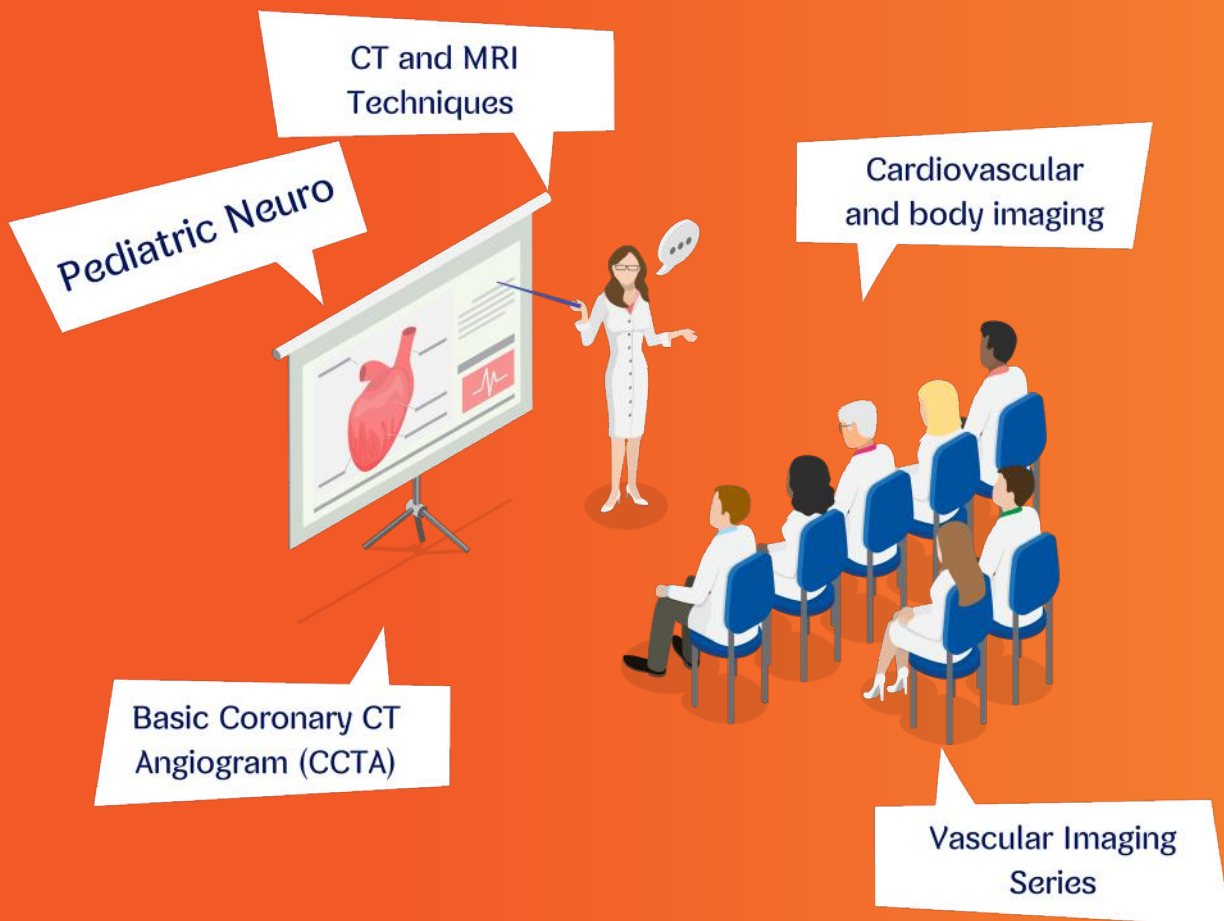 CT and MRI
Techniques
Pediatric Neuro
Cardiovascular
and body imaging
Basic Coronary CT
Angiogram (CCTA)
Vascular Imaging
Series